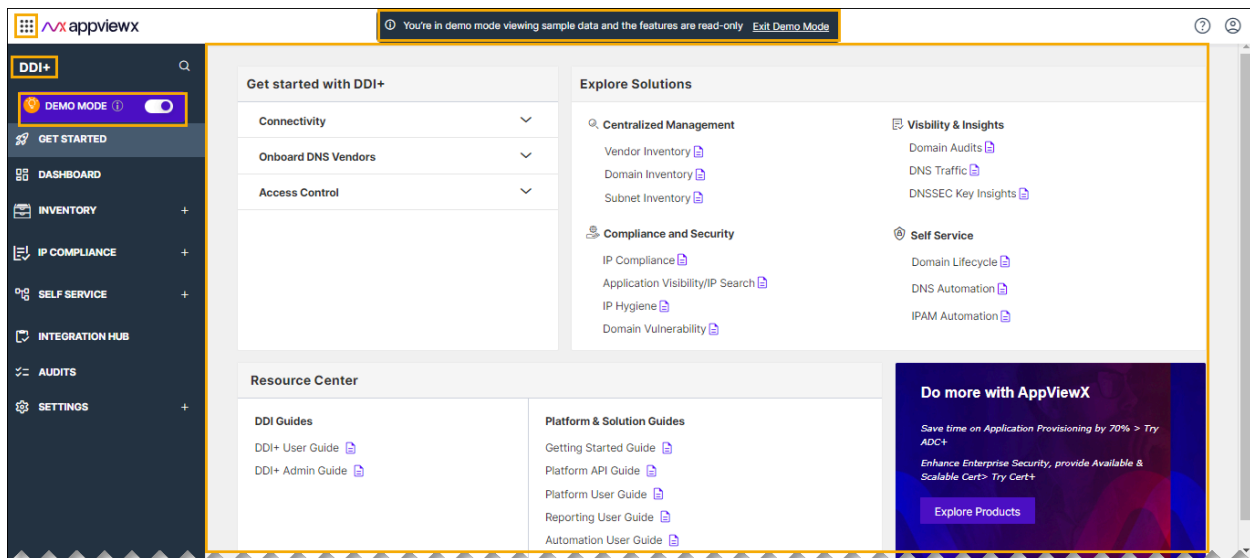 appviewx
You're in demo mode viewing sample data and the features are read-only Exit Demo Mode
DDI+
DEMO MODE
GET STARTED
DASHBOARD
INVENTORY +
IP COMPLIANCE +
SELF SERVICE +
INTEGRATION HUB
AUDITS
SETTINGS +
Get started with DDI+
Connectivity
Onboard DNS Vendors
Access Control
Explore Solutions
Centralized Management
Vendor Inventory
Domain Inventory
Subnet Inventory
Visbility & Insights
Domain Audits
DNS Traffic
DNSSEC Key Insights
Compliance and Security
IP Compliance
Application Visibility/IP Search
IP Hygiene
Domain Vulnerability
Self Service
Domain Lifecycle
DNS Automation
IPAM Automation
Resource Center
DDI Guides
DDI+ User Guide
DDI+ Admin Guide
Platform & Solution Guides
Getting Started Guide
Platform API Guide
Platform User Guide
Reporting User Guide
Automation User Guide
Do more with AppViewX
Save time on Application Provisioning by 70% > Try
ADC+
Enhance Enterprise Security, provide Available &
Scalable Cert> Try Cert+
Explore Products